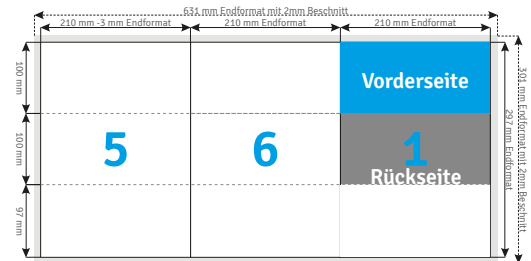 631 mm Endformat mit 2mm Beschnitt
210 mm -3 mm Endformat
210 mm Endformat
210 mm Endformat
100 mm
100 mm
97 mm
Vorderseite
5
6
1
Rückseite
297 mm Endformat
301 mm Endformat mit 2mm Beschnitt